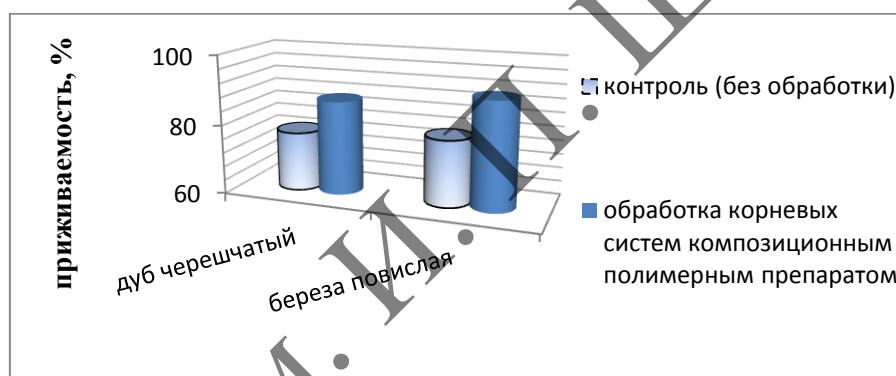 приживаемость, %
100
80
60
дуб черешчатый
береза повислая
контроль (без обработки)
обработка корневых
систем композиционным
полимерным препаратом
м. И. П. Ш